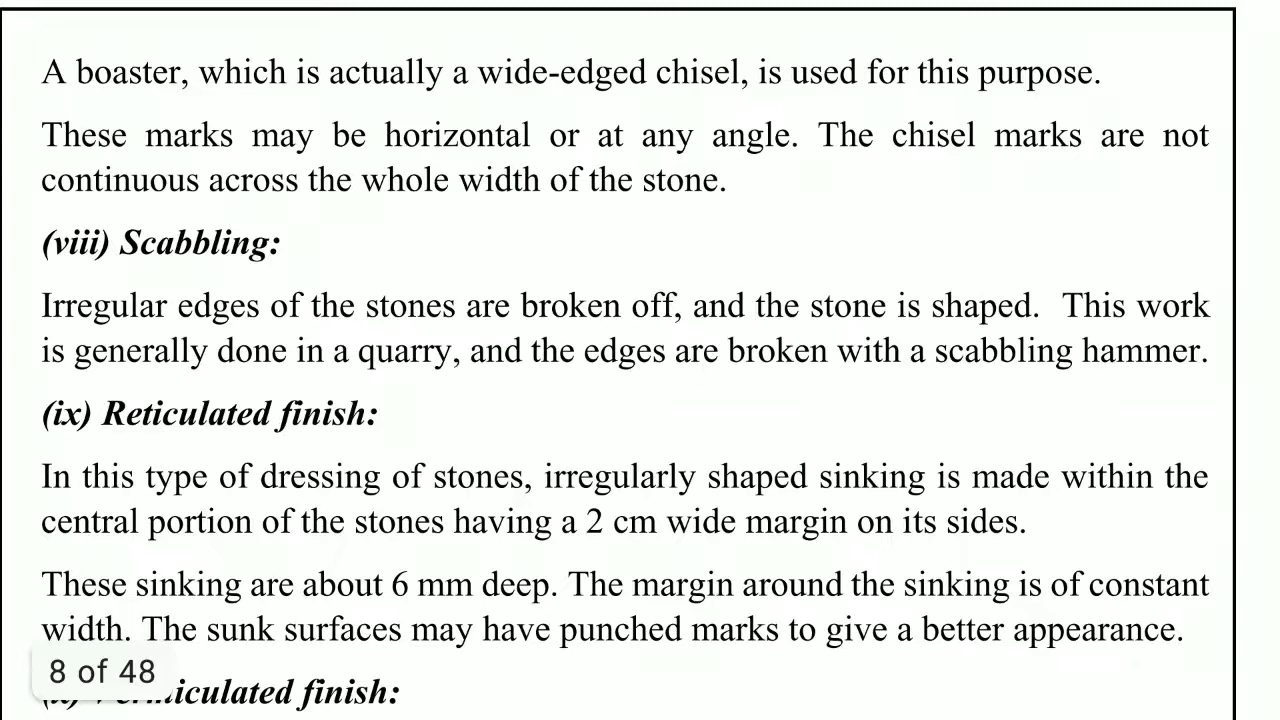 A boaster, which is actually a wide-edged chisel, is used for this purpose.
These marks may be horizontal or at any angle. The chisel marks are not
continuous across the whole width of the stone.
(viii) Scabbling:
Irregular edges of the stones are broken off, and the stone is shaped. This work
is generally done in a quarry, and the edges are broken with a scabbling hammer.
(ix) Reticulated finish:
In this type of dressing of stones, irregularly shaped sinking is made within the
central portion of the stones having a 2 cm wide margin on its sides.
These sinking are about 6 mm deep. The margin around the sinking is of constant
width. The sunk surfaces may have punched marks to give a better appearance.
8 of 48
finish: